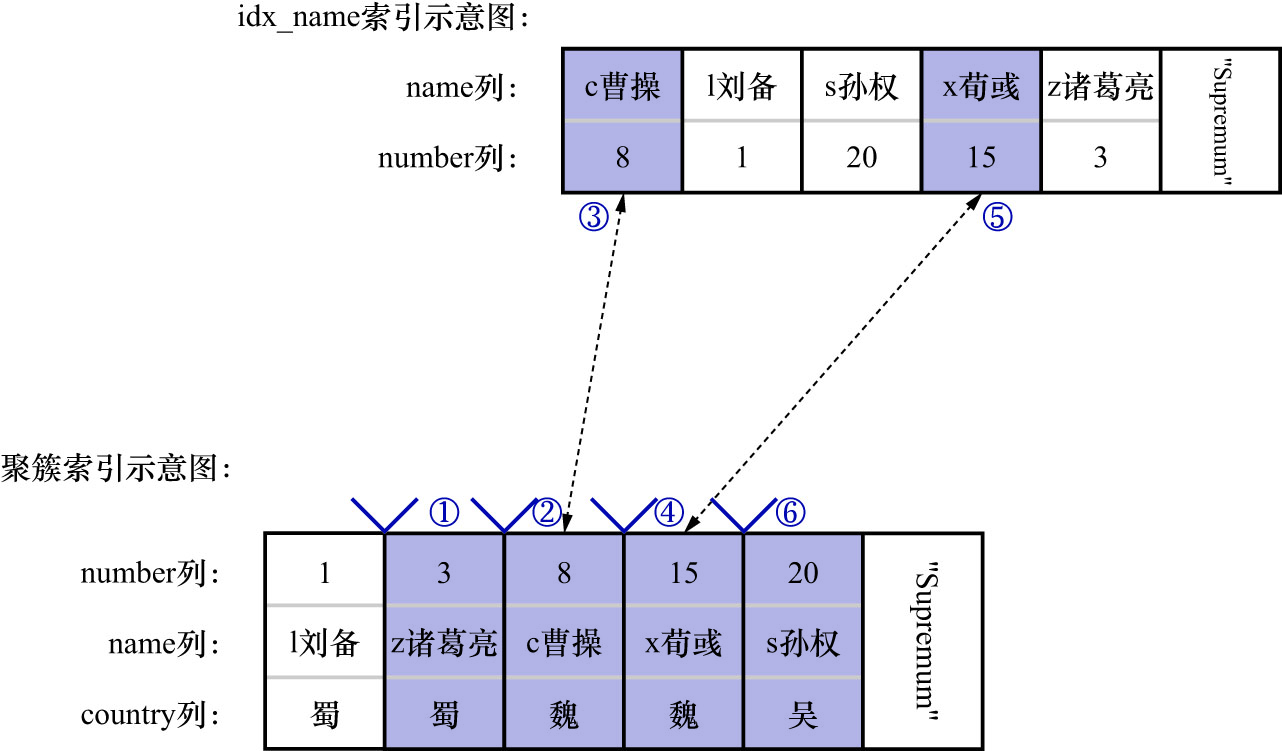 idx_name索引示意图：
name列： c曹操 l刘备 s孙权 x荀彧 z诸葛亮 "Supremum"
number列： 8 1 20 15 3
③ ⑤
聚簇索引示意图：
① ② ④ ⑥
number列： 1 3 8 15 20 "Supremum"
name列： l刘备 z诸葛亮 c曹操 x荀彧 s孙权
country列： 蜀 蜀 魏 魏 吴